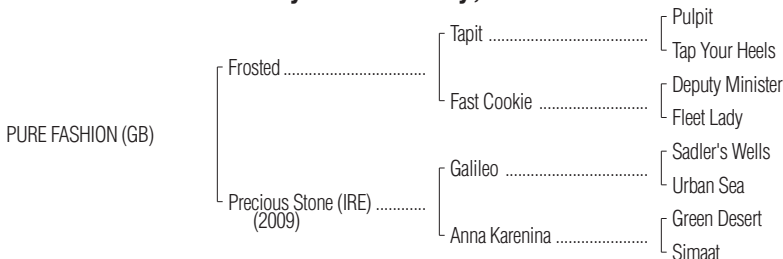 Pulpit
Tapit
Tap Your Heels
Frosted
Deputy Minister
Fast Cookie
Fleet Lady
PURE FASHION (GB)
Sadler's Wells
Galileo
Urban Sea
Precious Stone (IRE)
(2009)
Green Desert
Anna Karenina
Simaat